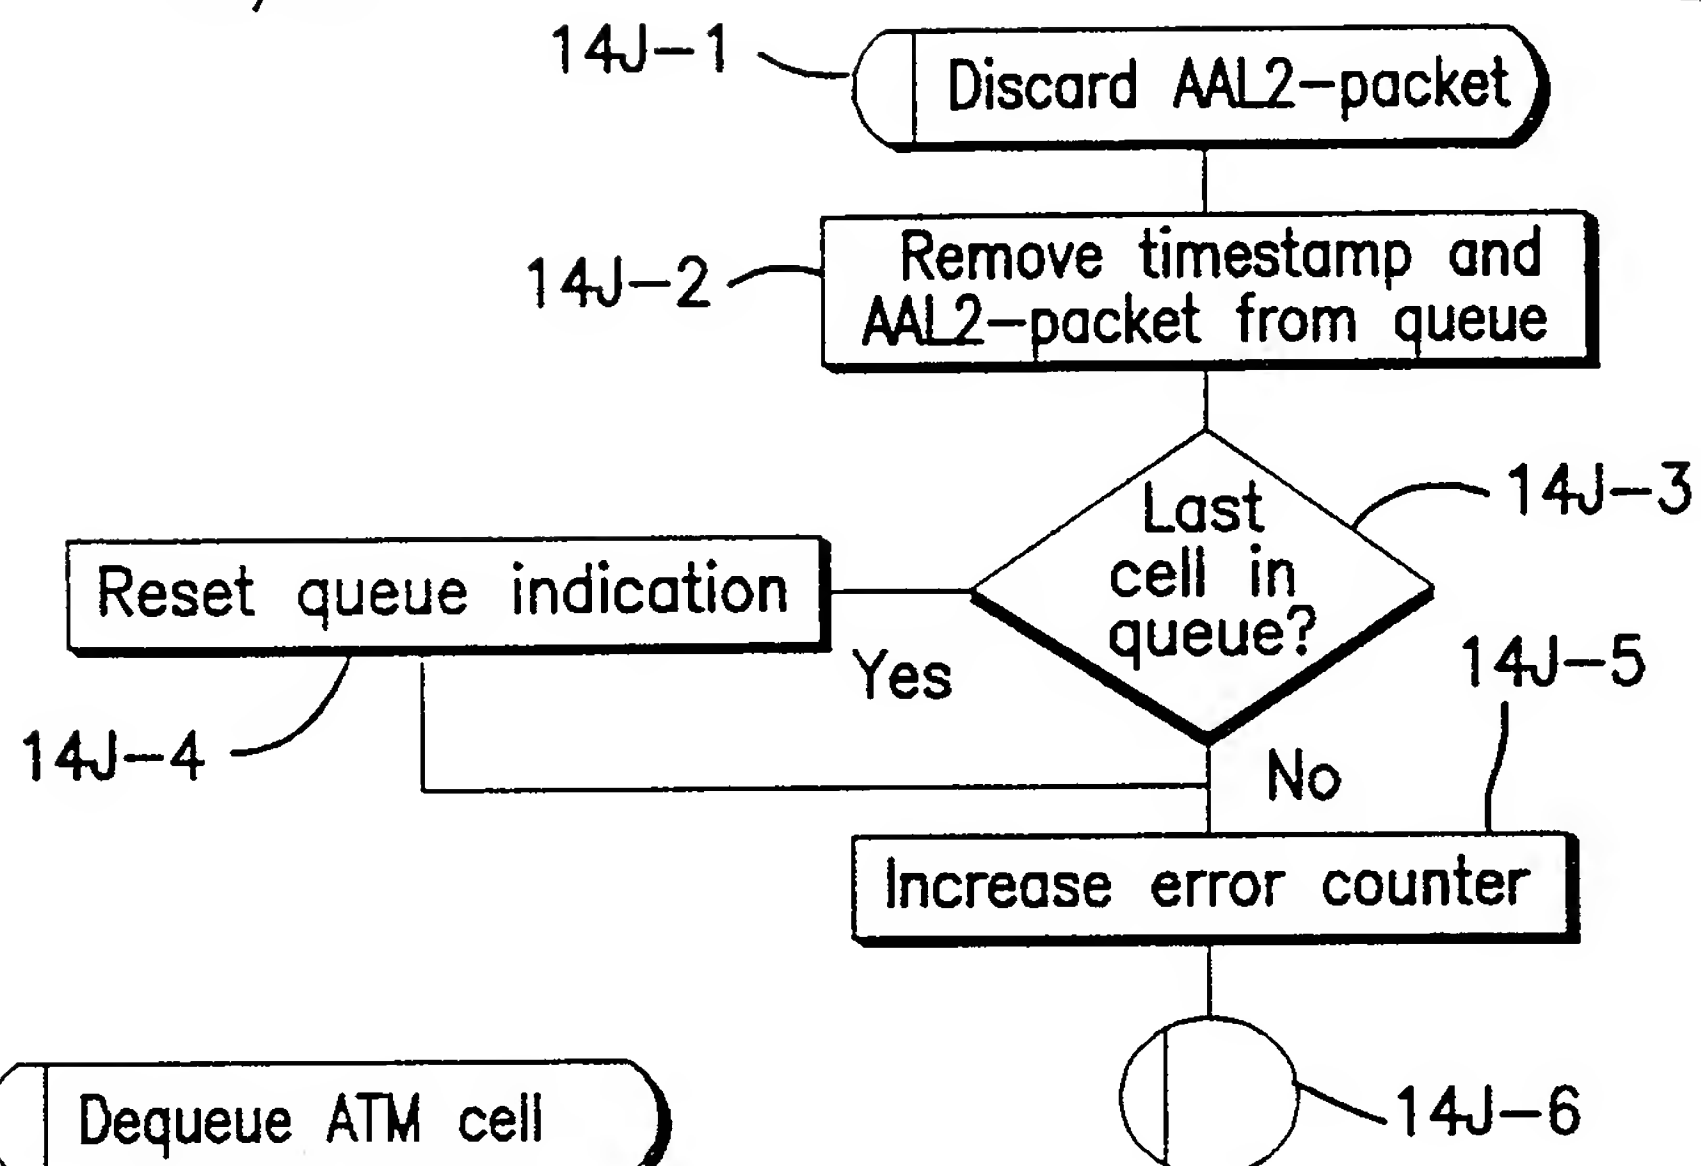 14J-1
Discard AAL2-packet
14J-2
Remove timestamp and
AAL2-packet from queue
14J-3
Last
cell in
queue?
Reset queue indication
Yes
14J-5
14J-4
No
Increase error counter
14J-6
Dequeue ATM cell